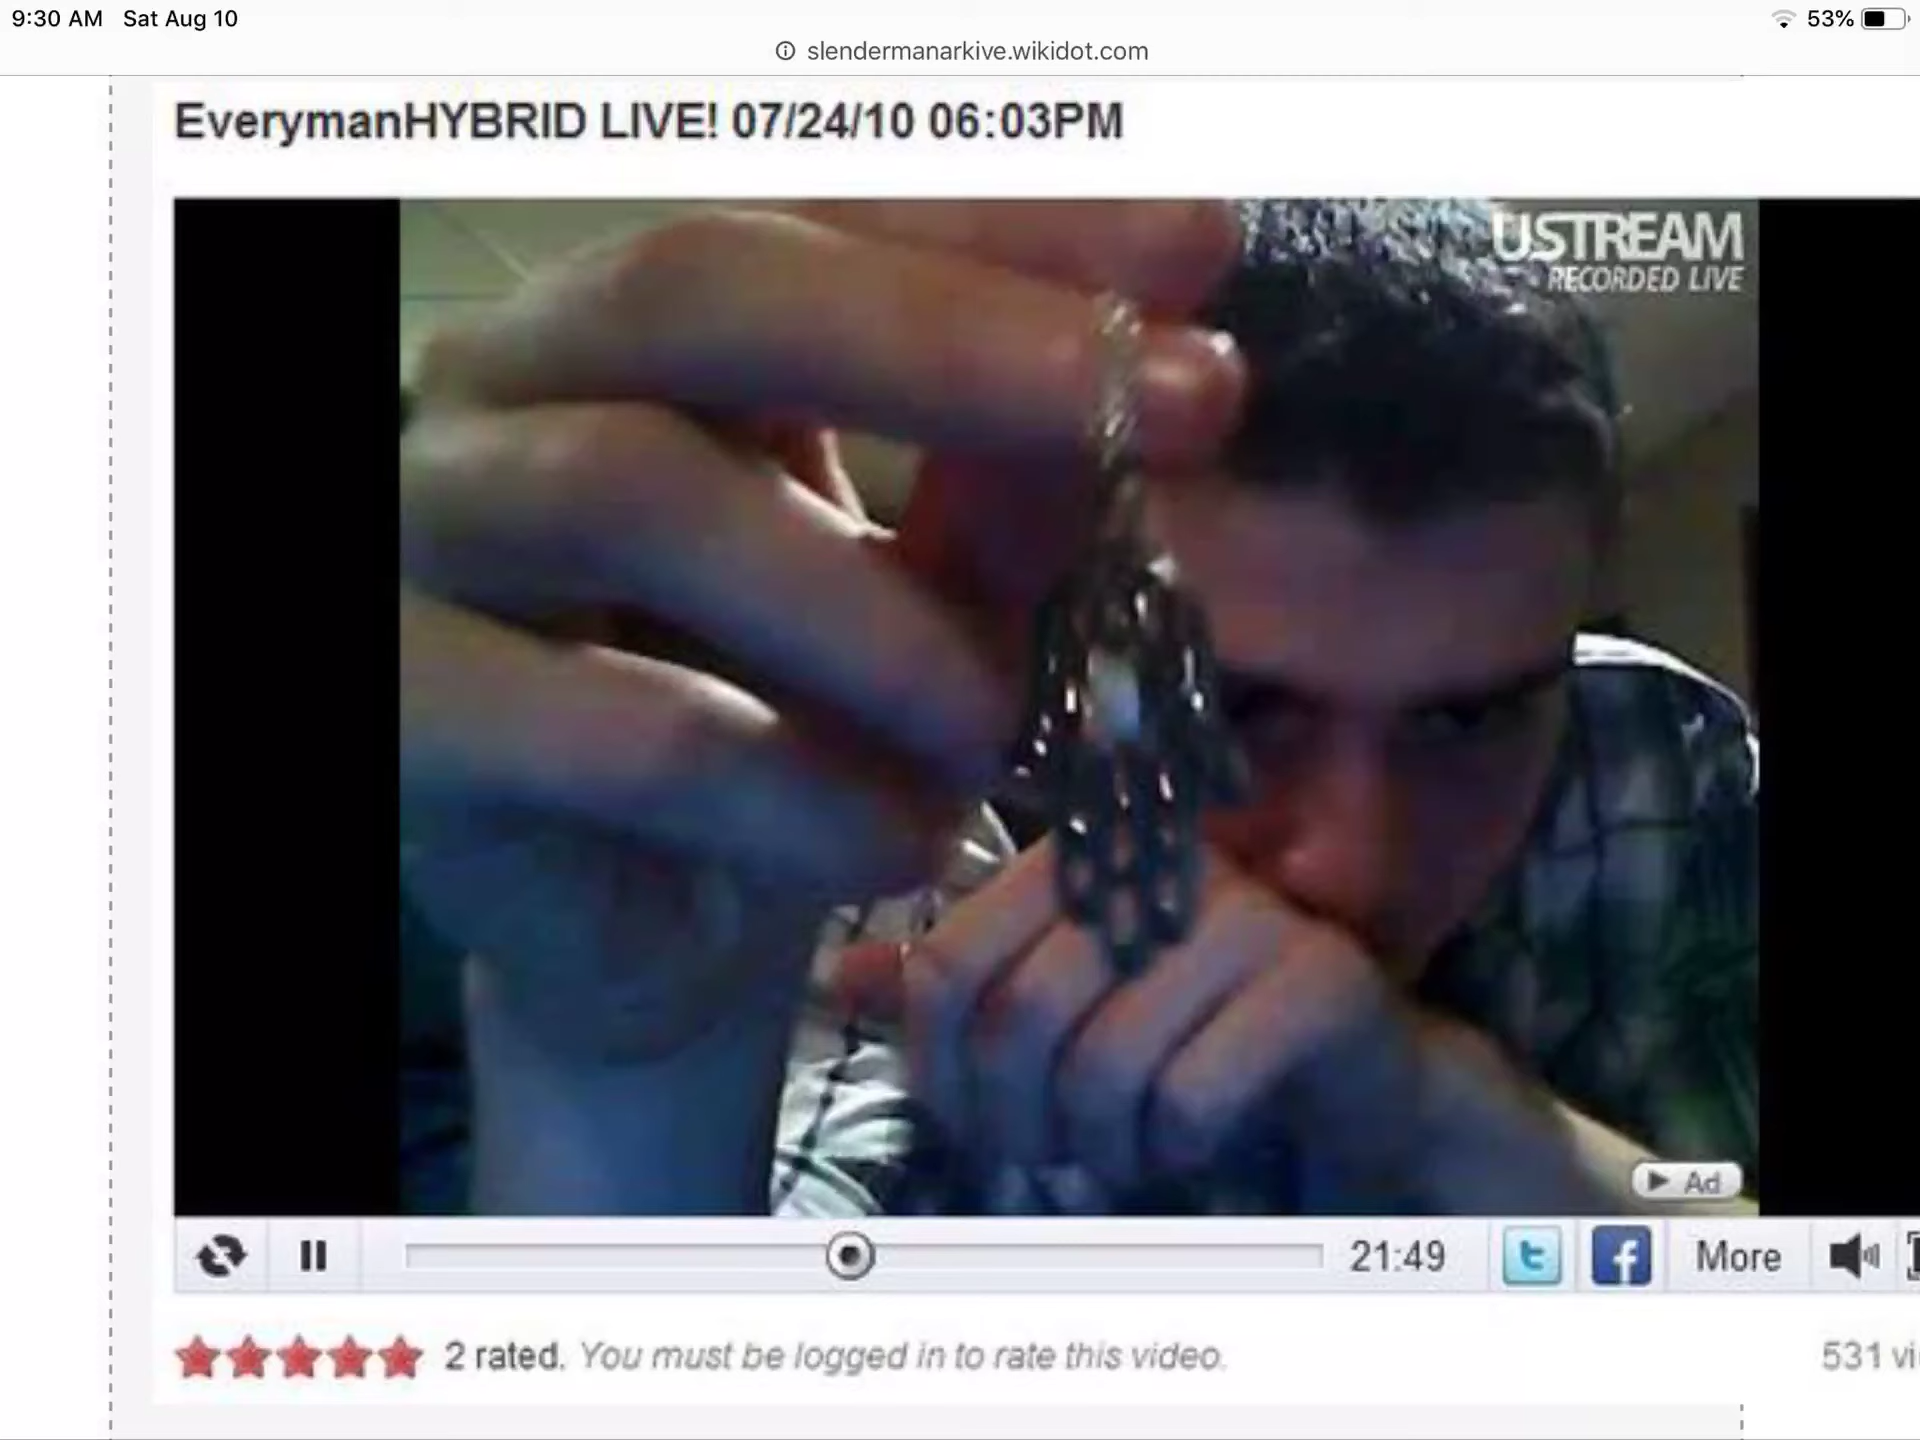 9:30 AM Sat Aug 10
53%
slendermanarkive.wikidot.com
EverymanHYBRID LIVE! 07/24/10 06:03PM
USTREAM
RECORDED LIVE
Ad
21:49
More
2 rated. You must be logged in to rate this video.
531